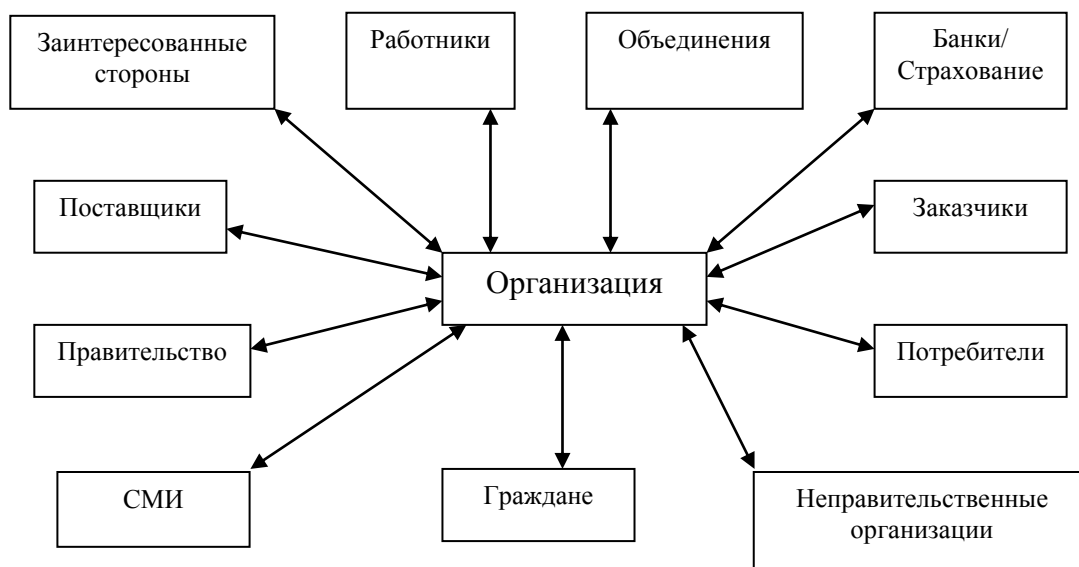 Заинтересованные
стороны
Работники
Объединения
Банки/
Страхование
Поставщики
Заказчики
Организация
Правительство
Потребители
СМИ
Граждане
Неправительственные
организации